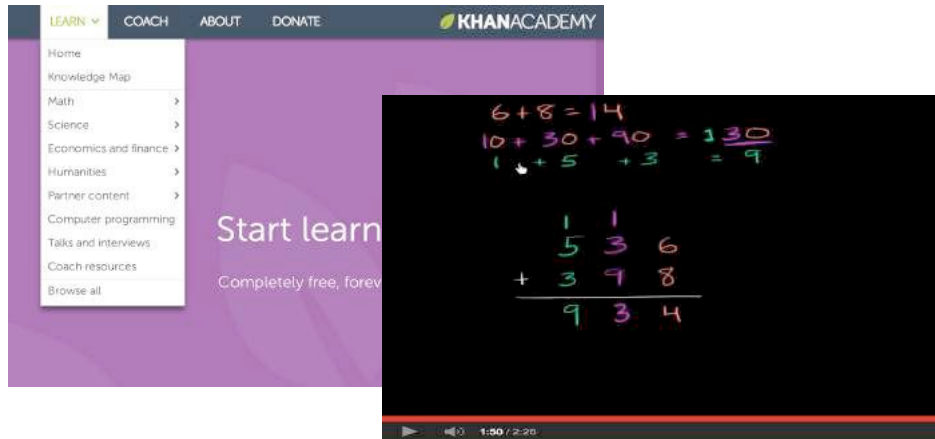 LEARN COACH ABOUT DONATE KHANACADEMY
Home
Knowledge Map
Math
Science
Economics and finance
Humanities
Partner content
Computer programming
Talks and interviews
Coach resources
Browse all
Start learn
Completely free, forev
6 + 8 = 14
10 + 30 + 90 = 130
1 + 5 + 3 = 9
1 1
5 3 6
+ 3 9 8
9 3 4
1:50 / 2:26